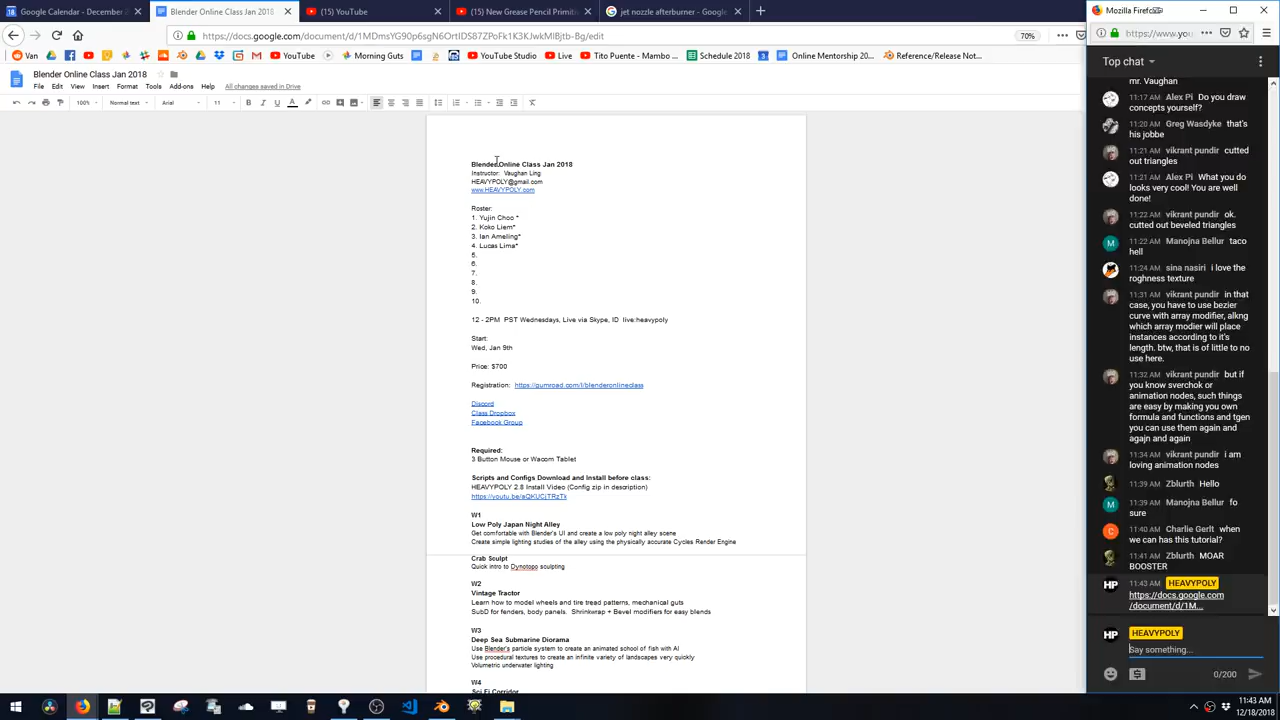 Google Calendar - December
Blender Online Class Jan 2018
(15) YouTube
(15) New Grease Pencil Primiti
jet nozzle afterburner - Google
Mozilla Firefox
https://docs.google.com/document/d/1MDmsYG90p6sgN6OrtIDS87ZPoFk1K3KJwkMlBjtb-Bg/edit
70%
https://www.you
Van
YouTube
Morning Guts
YouTube Studio
Live
Tito Puente - Mambo ...
Schedule 2018
Online Mentorship 20...
Reference/Release Not...
Blender Online Class Jan 2018
File Edit View Insert Format Tools Add-ons Help All changes saved in Drive
100% Normal text Arial 11
Blender Online Class Jan 2018
Instructor: Vaughan Ling
HEAVYPOLY@gmail.com
www.HEAVYPOLY.com
Roster:
1. Yujin Choo *
2. Koko Liem*
3. Ian Ameling*
4. Lucas Lima*
5.
6.
7.
8.
9.
10.
12 - 2PM PST Wednesdays, Live via Skype, ID live:heavypoly
Start:
Wed, Jan 9th
Price: $700
Registration: https://gumroad.com/l/blenderonlineclass
Discord
Class Dropbox
Facebook Group
Required:
3 Button Mouse or Wacom Tablet
Scripts and Configs Download and Install before class:
HEAVYPOLY 2.8 Install Video (Config zip in description)
https://youtu.be/aQKUCjTRzTk
W1
Low Poly Japan Night Alley
Get comfortable with Blender's UI and create a low poly night alley scene
Create simple lighting studies of the alley using the physically accurate Cycles Render Engine
Crab Sculpt
Quick intro to Dynotopo sculpting
W2
Vintage Tractor
Learn how to model wheels and tire tread patterns, mechanical guts
SubD for fenders, body panels. Shrinkwrap + Bevel modifiers for easy blends
W3
Deep Sea Submarine Diorama
Use Blender's particle system to create an animated school of fish with AI
Use procedural textures to create an infinite variety of landscapes very quickly
Volumetric underwater lighting
W4
Sci Fi Corridor
Top chat
mr. Vaughan
11:17 AM Alex Pi Do you draw
concepts yourself?
11:20 AM Greg Wasdyke that's
his jobbe
11:21 AM vikrant pundir cutted
out triangles
11:21 AM Alex Pi What you do
looks very cool! You are well
done!
11:22 AM vikrant pundir ok.
cutted out beveled triangles
11:22 AM Manojna Bellur taco
hell
11:24 AM sina nasiri i love the
roghness texture
11:31 AM vikrant pundir in that
case, you have to use bezier
curve with array modifier, alkng
which array modier will place
instances according to it's
length. btw, that is of little to no
use here.
11:32 AM vikrant pundir but if
you know sverchok or
animation nodes, such things
are easy by making you own
formula and functions and tgen
you can use them again and
agajn and again
11:34 AM vikrant pundir i am
loving animation nodes
11:39 AM Zblurth Hello
11:39 AM Manojna Bellur fo
sure
11:40 AM Charlie Gerlt when
we can has this tutorial?
11:41 AM Zblurth MOAR
BOOSTER
11:43 AM HEAVYPOLY
https://docs.google.com
/document/d/1M...
HEAVYPOLY
Say something...
0/200
11:43 AM
12/18/2018